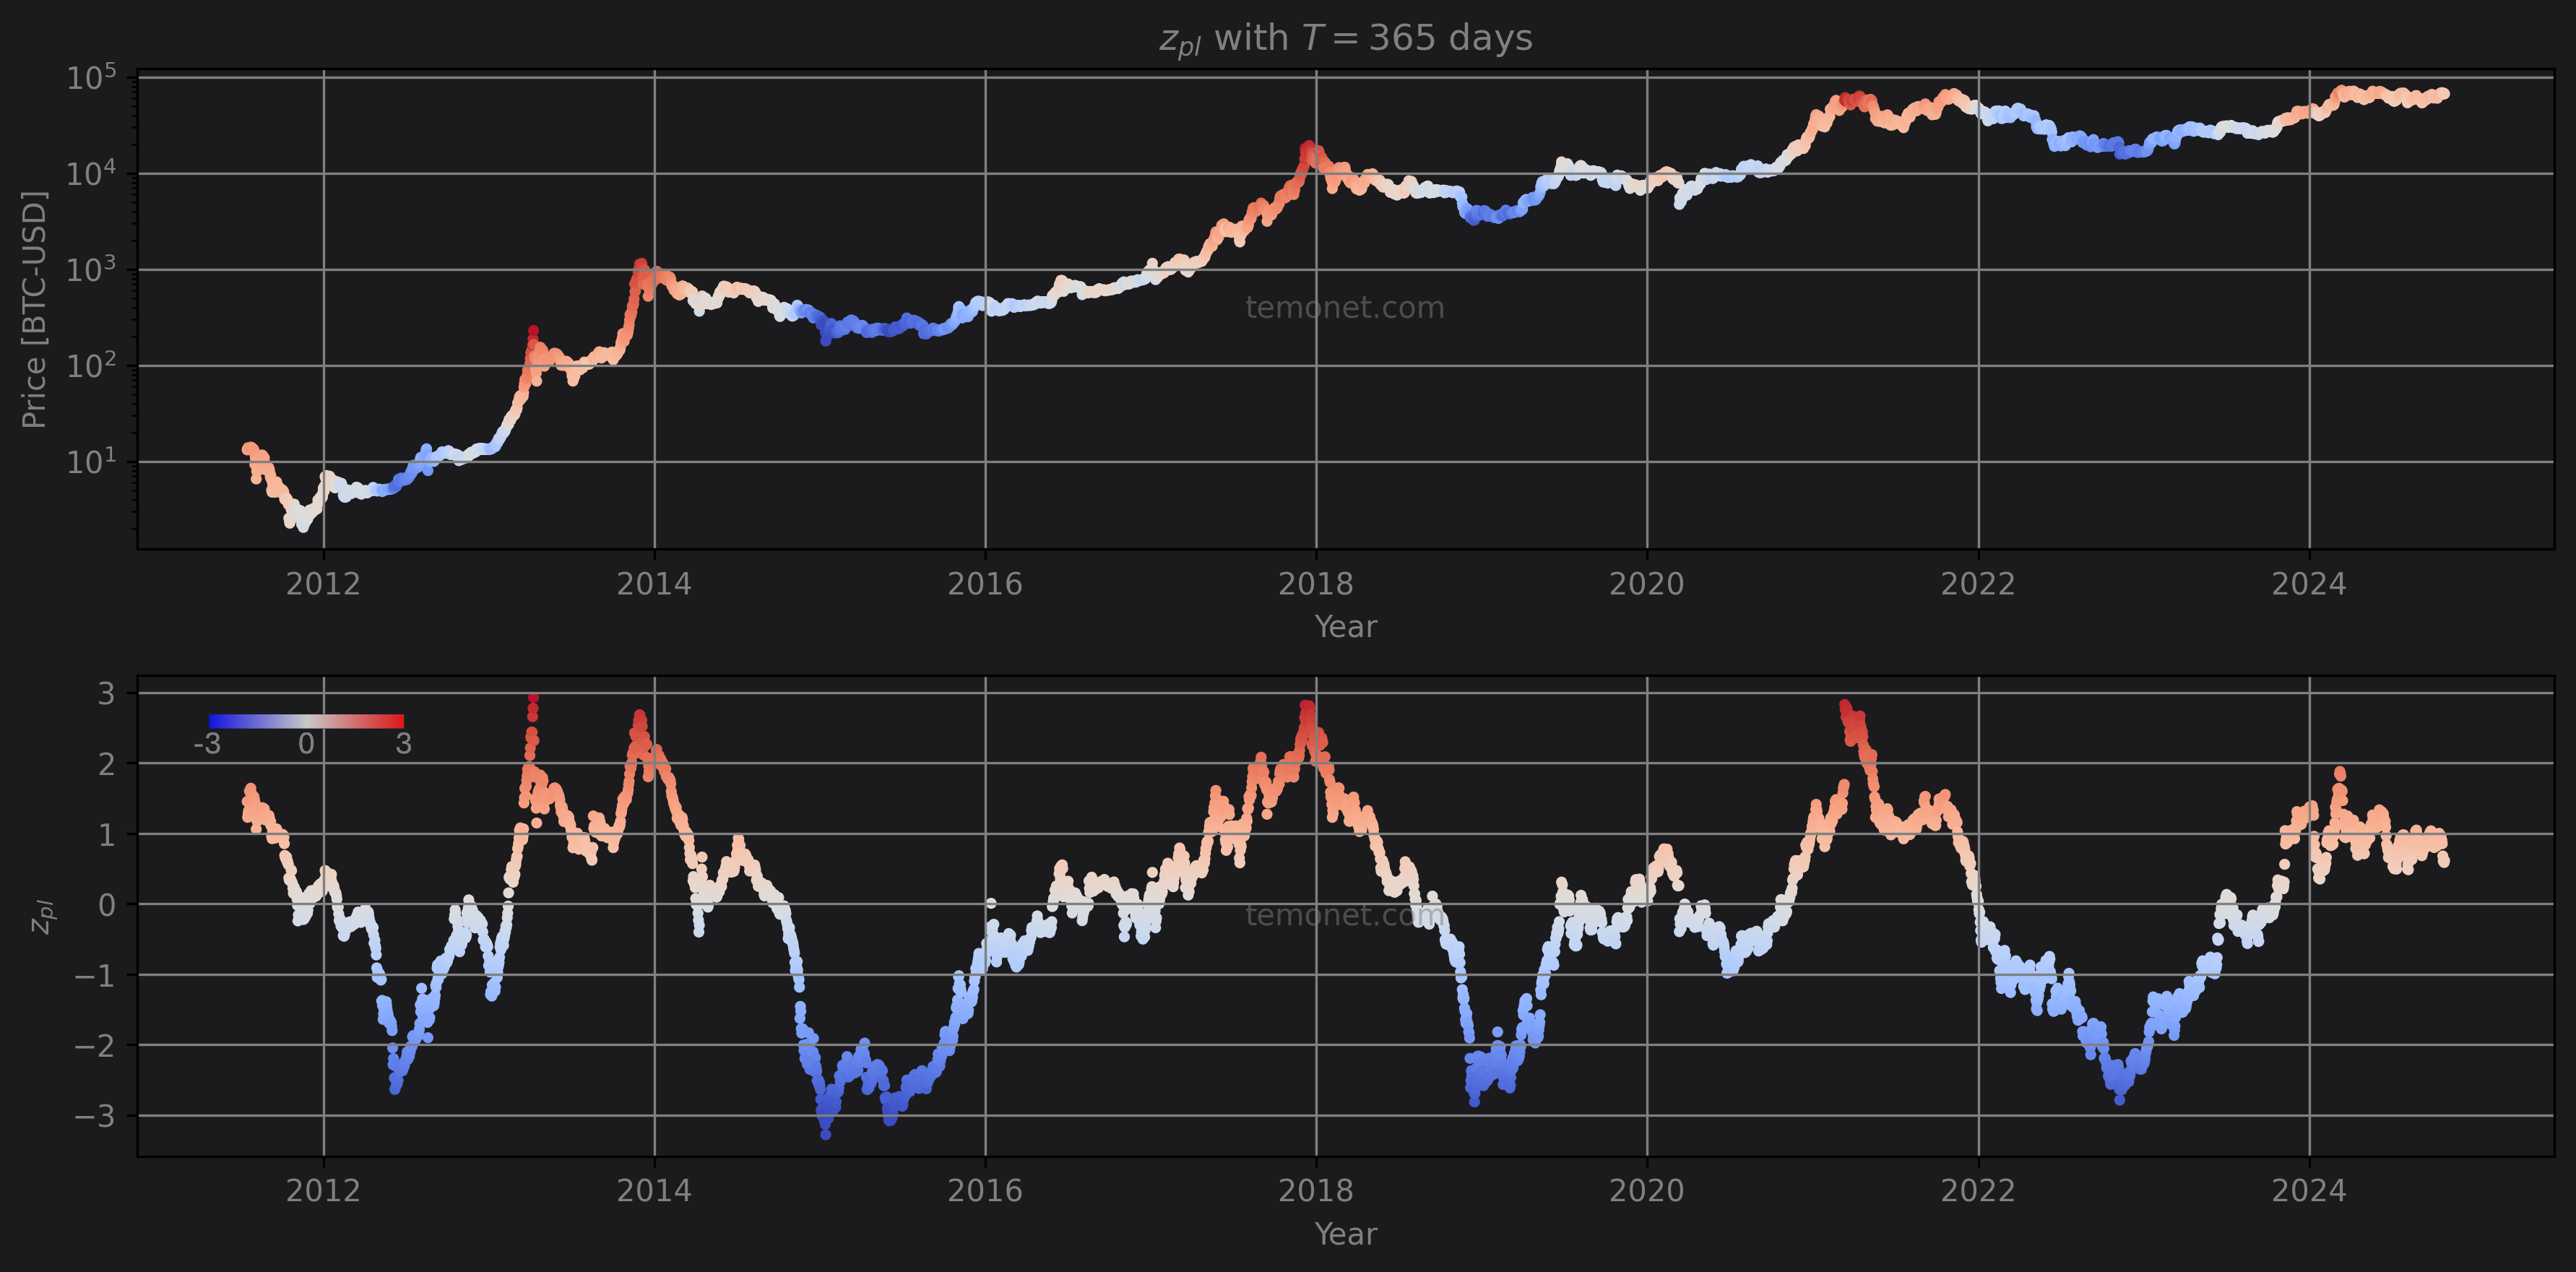 z_pl with T = 365 days
Price [BTC-USD]
10^5
10^4
10^3
10^2
10^1
temonet.com
2012 2014 2016 2018 2020 2022 2024
Year
z_pl
3
2
1
0
−1
−2
−3
-3 0 3
temonet.com
2012 2014 2016 2018 2020 2022 2024
Year